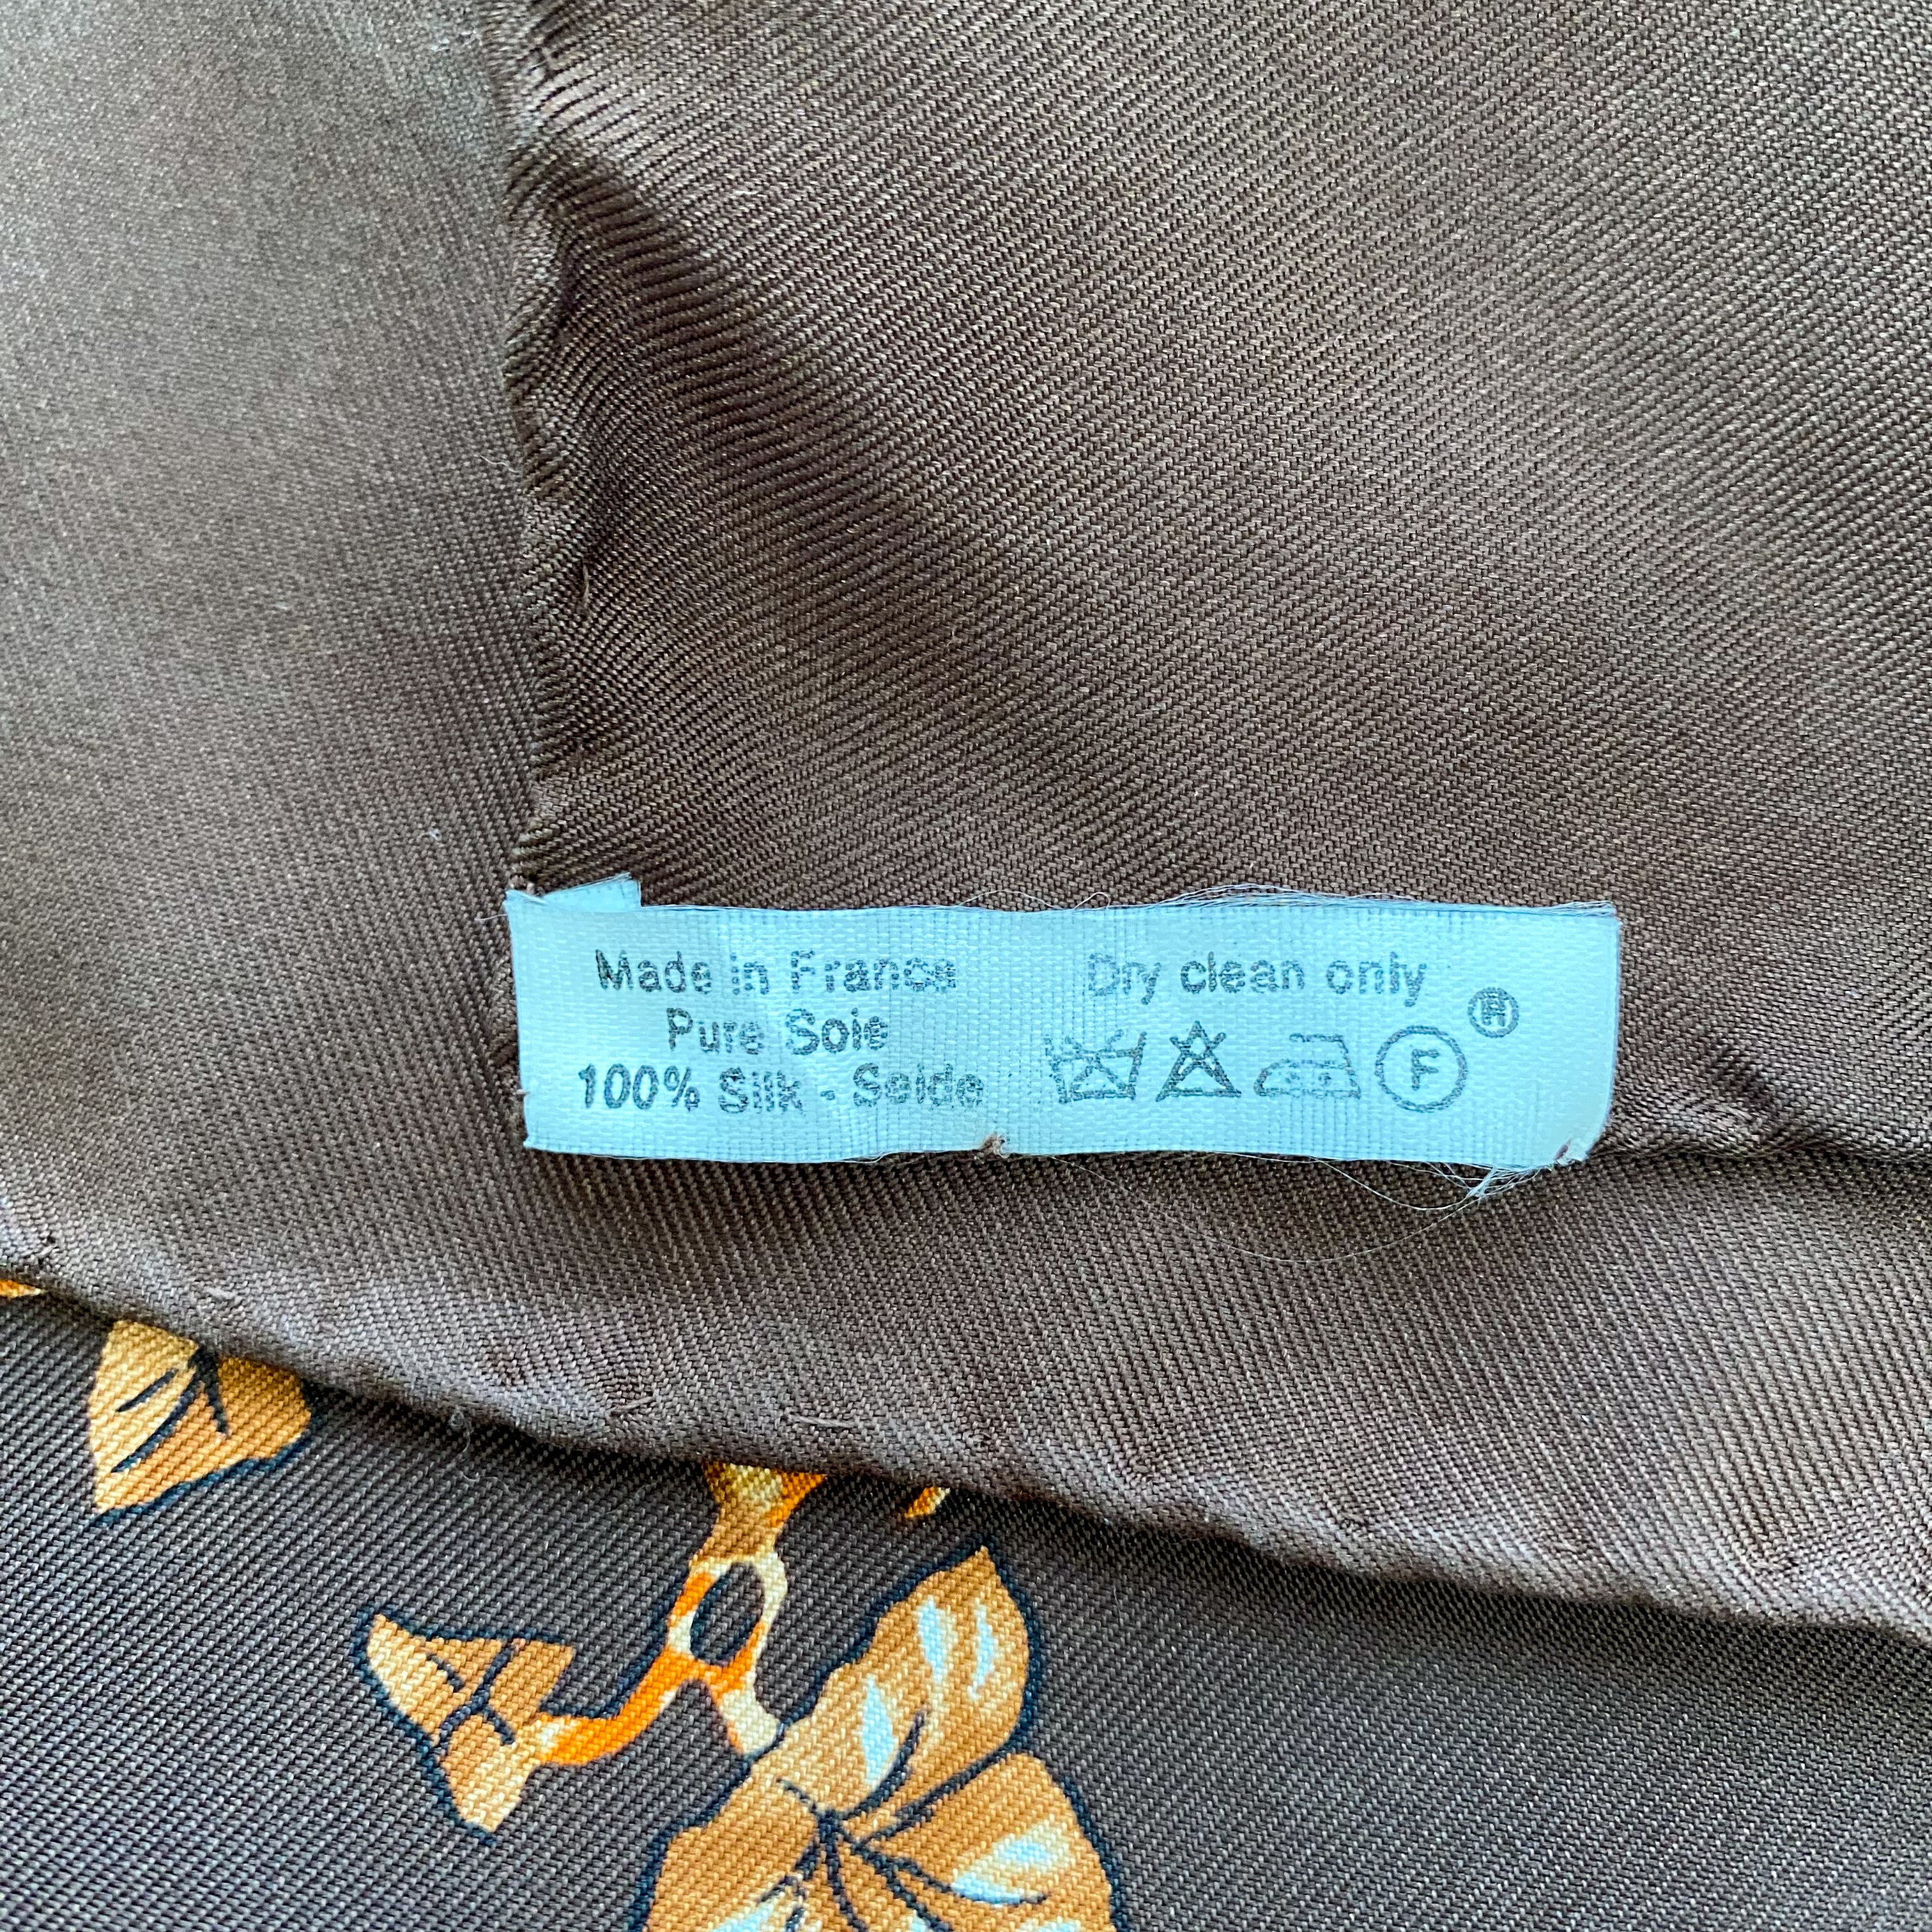 Made in France
Pure Soie
100% Silk - Seide
Dry clean only
F
Ⓗ